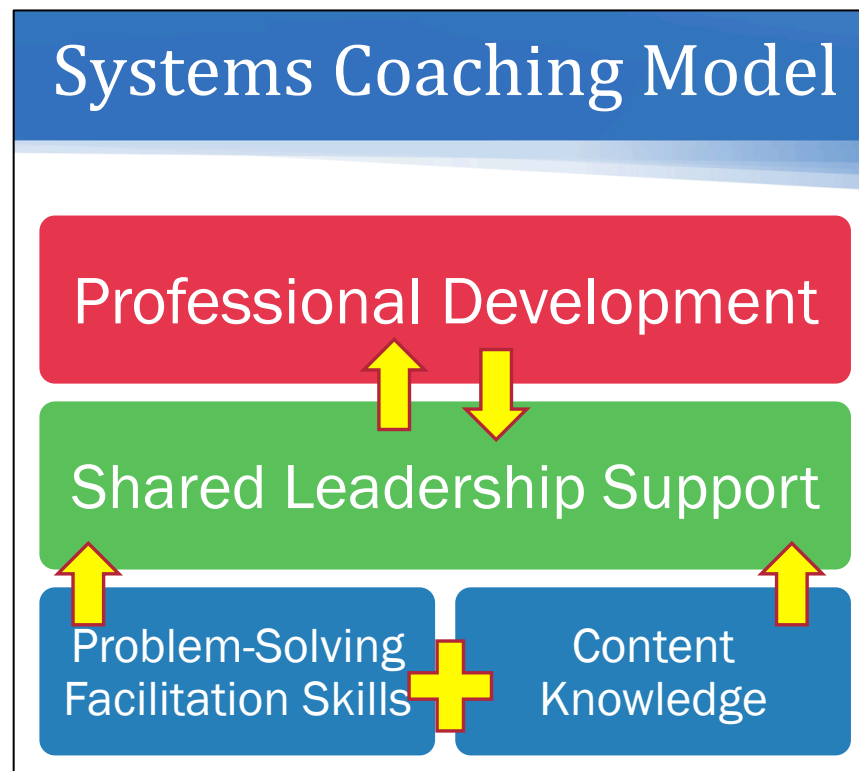 Systems Coaching Model
Professional Development
Shared Leadership Support
Problem-Solving
Facilitation Skills
Content
Knowledge